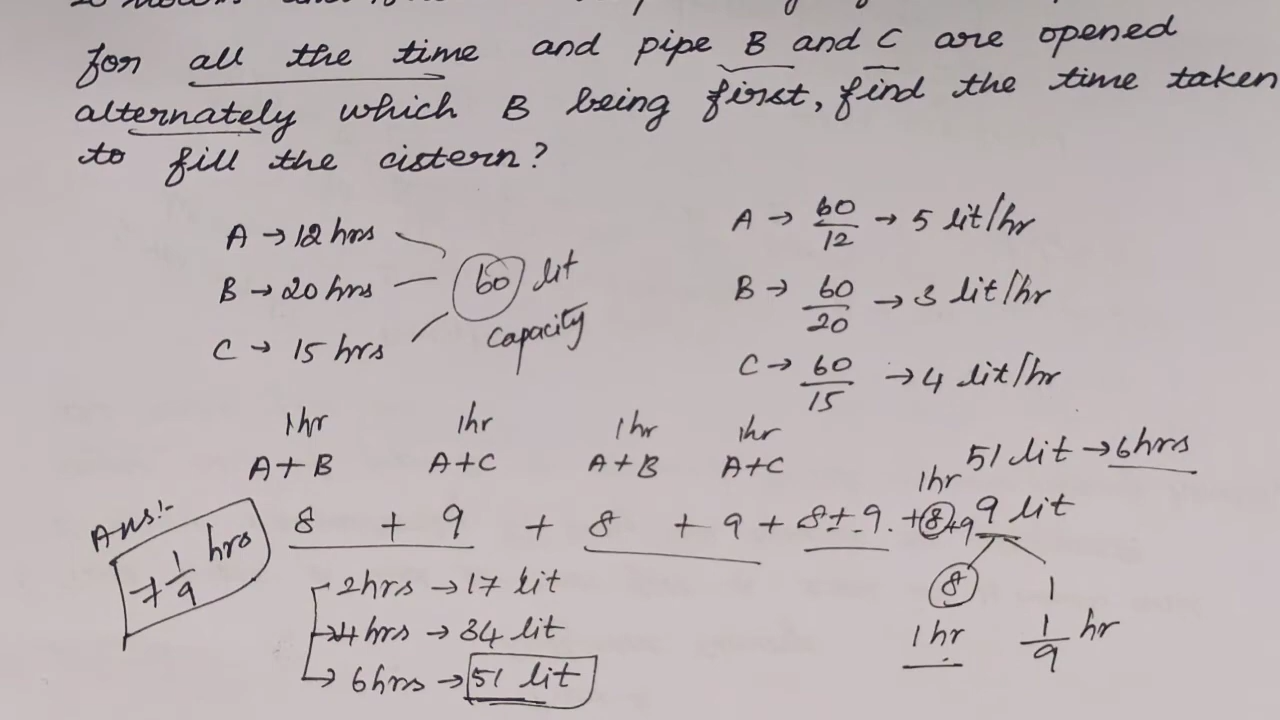 for all the time and pipe B and C are opened
alternately which B being first, find the time taken
to fill the cistern?
A → 12 hrs
B → 20 hrs
C → 15 hrs
60 lit
capacity
A → 60/12 → 5 lit/hr
B → 60/20 → 3 lit/hr
C → 60/15 → 4 lit/hr
1hr 1hr 1hr 1hr
A+B A+C A+B A+C
51 lit → 6hrs
1hr
8 + 9 + 8 + 9 + 8+9 + 8+9 9 lit
8 1
1hr 1/9 hr
2hrs → 17 lit
4hrs → 34 lit
6hrs → 51 lit
Ans:-
7 1/9 hrs